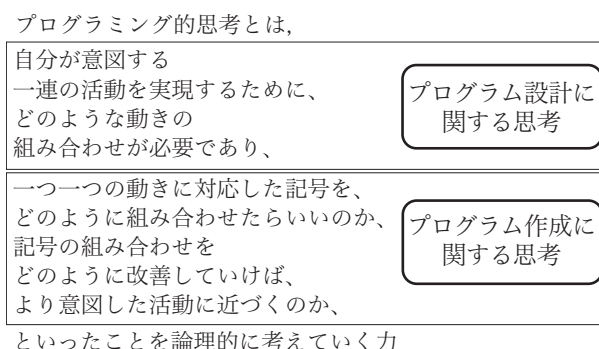 プログラミング的思考とは,
自分が意図する
一連の活動を実現するために、
どのような動きの
組み合わせが必要であり、
プログラム設計に
関する思考
一つ一つの動きに対応した記号を、
どのように組み合わせたらいいのか、
記号の組み合わせを
どのように改善していけば、
より意図した活動に近づくのか、
プログラム作成に
関する思考
といったことを論理的に考えていく力